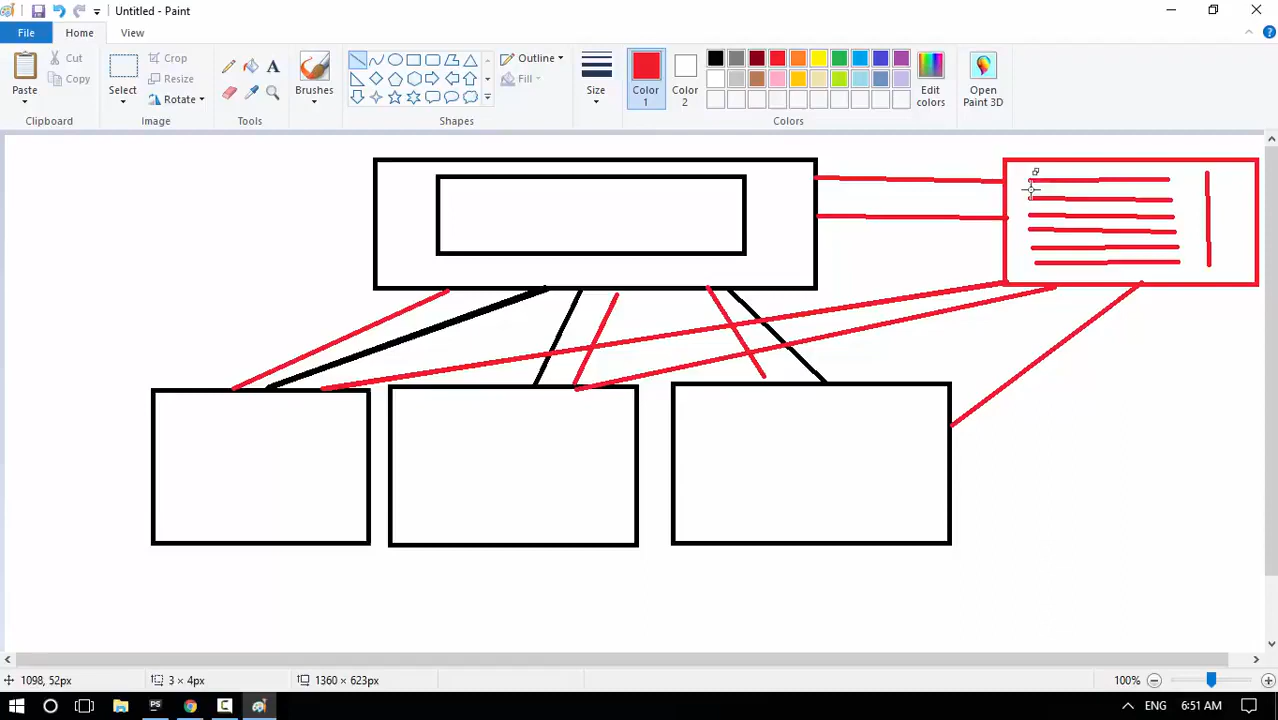 Untitled - Paint
File
Home
View
Paste
Cut
Copy
Clipboard
Select
Crop
Resize
Rotate
Image
A
Tools
Brushes
Shapes
Outline
Fill
Size
Color
1
Color
2
Colors
Edit
colors
Open
Paint 3D
1098, 52px
3 × 4px
1360 × 623px
100%
PS
ENG
6:51 AM